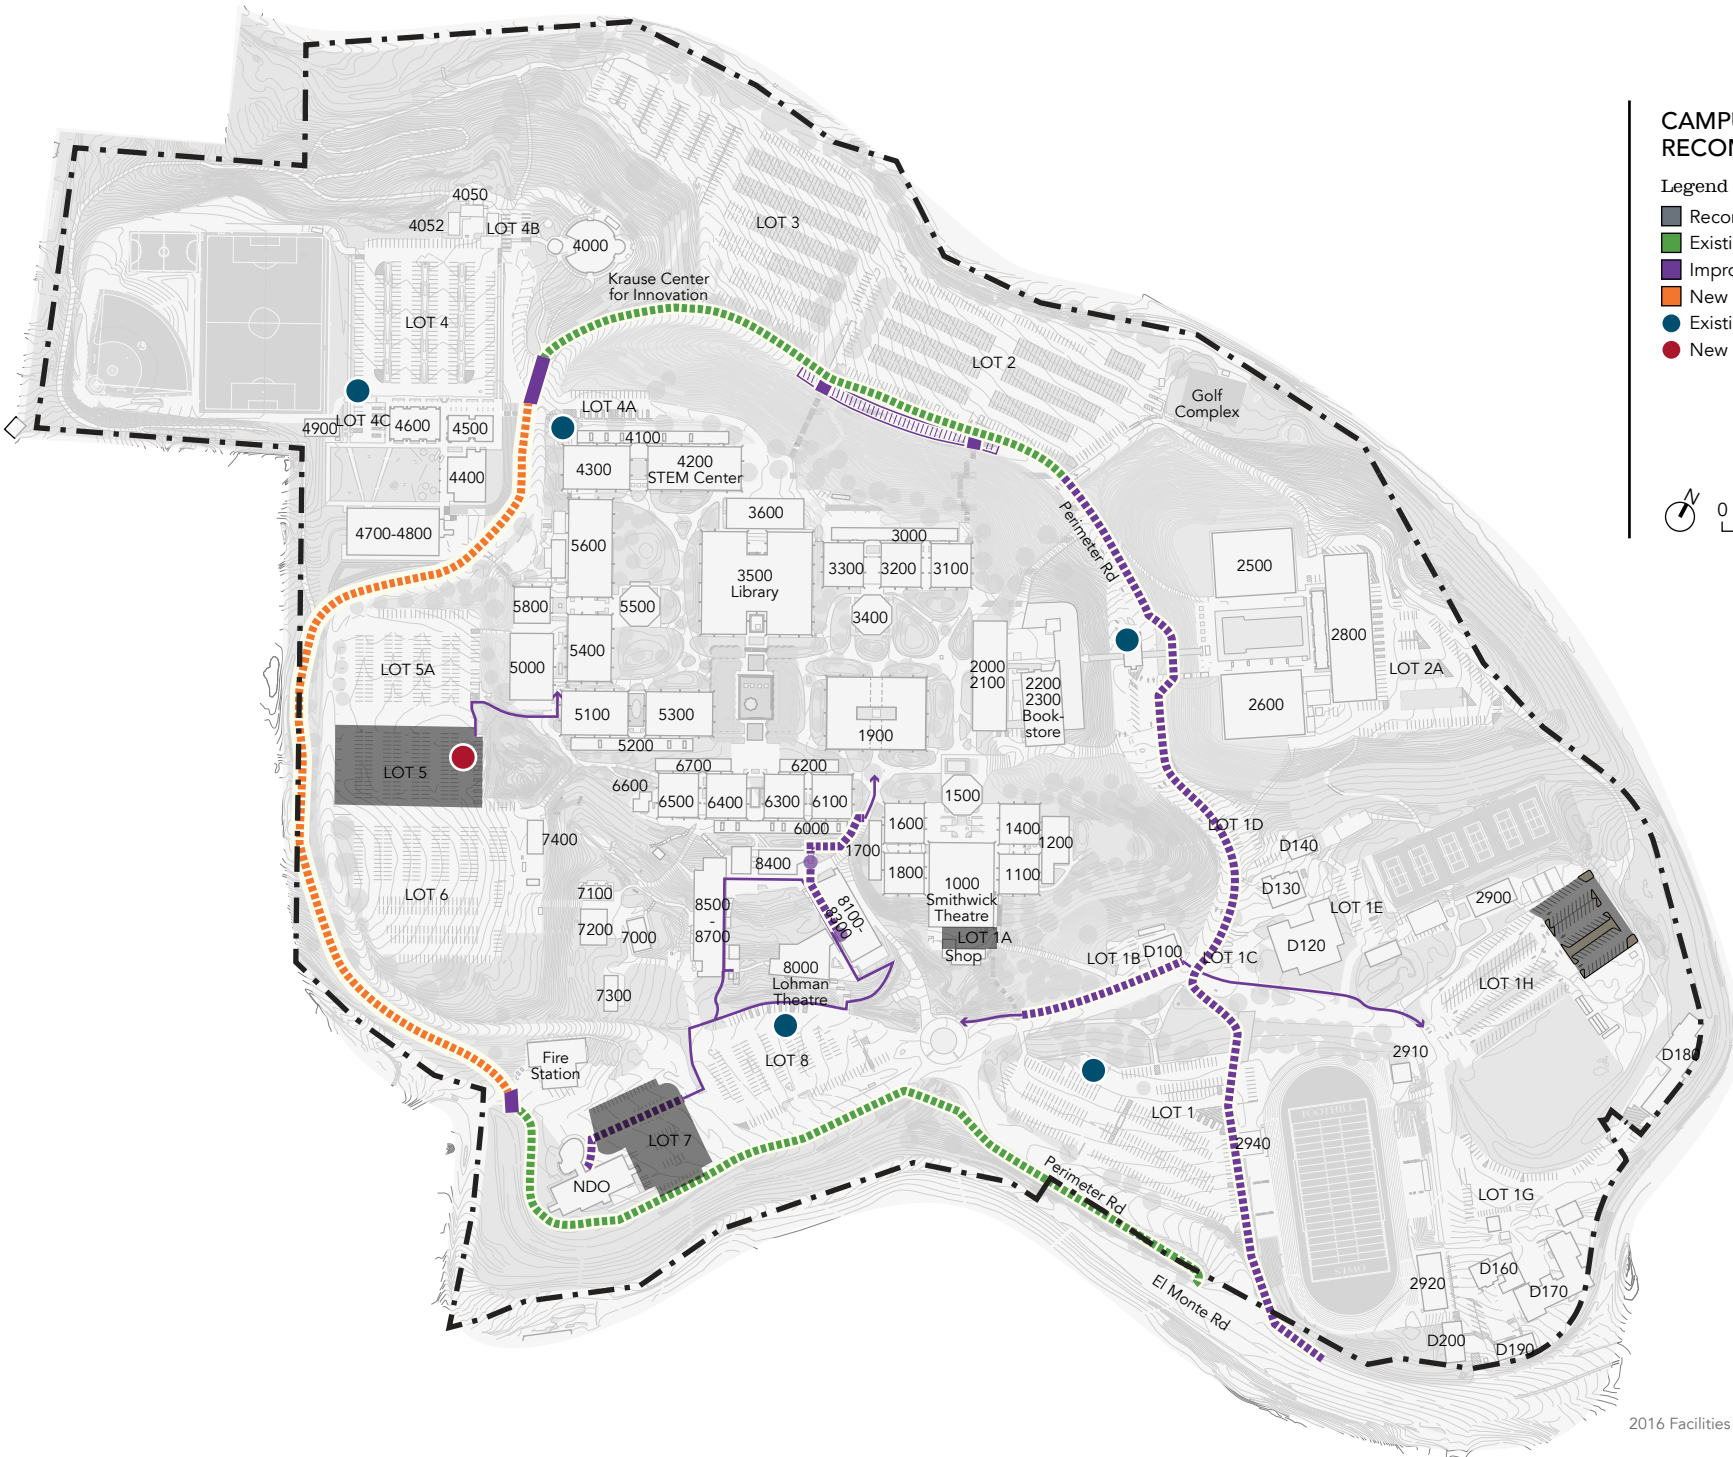 CAMPU
RECOM
Legend
Recon
Existi
Impro
New
Existi
New
N
0
4050
4052
LOT 4B
4000
LOT 3
Krause Center
for Innovation
LOT 4
LOT 2
Golf
Complex
LOT 4A
LOT 4C
4900
4600
4500
4100
4300
4200
STEM Center
4400
3600
Perimeter Rd
4700-4800
5600
3000
3500
Library
3300
3200
3100
2500
5800
5500
3400
2800
5000
5400
LOT 5A
2000
2100
2200
2300
Book-
store
LOT 2A
2600
5100
5300
1900
5200
LOT 5
6700
6200
6600
6500
6400
6300
6100
1500
6000
1600
1400
1200
LOT 1D
7400
1700
D140
8400
1800
1100
D130
LOT 6
7100
8500
-
8700
8100-
8300
1000
Smithwick
Theatre
2900
LOT 1E
7200
7000
LOT 1A
Shop
D120
LOT 1B
D100
LOT 1C
8000
Lohman
Theatre
7300
LOT 1H
Fire
Station
LOT 8
2910
D180
LOT 1
LOT 7
2940
NDO
Perimeter Rd
LOT 1G
FOOTHILL
OWLS
El Monte Rd
2920
D160
D170
D200
D190
2016 Facilities